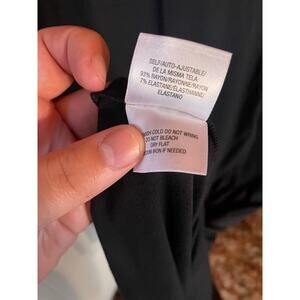 SELF/AUTO-AJUSTABLE/
DE LA MISMA TELA:
93% RAYON/RAYONNE/RAYON
7% ELASTANE/ELASTHANNE/
ELASTANO
COLD DO NOT WRING
DO NOT BLEACH
DRY FLAT
IRON IF NEEDED